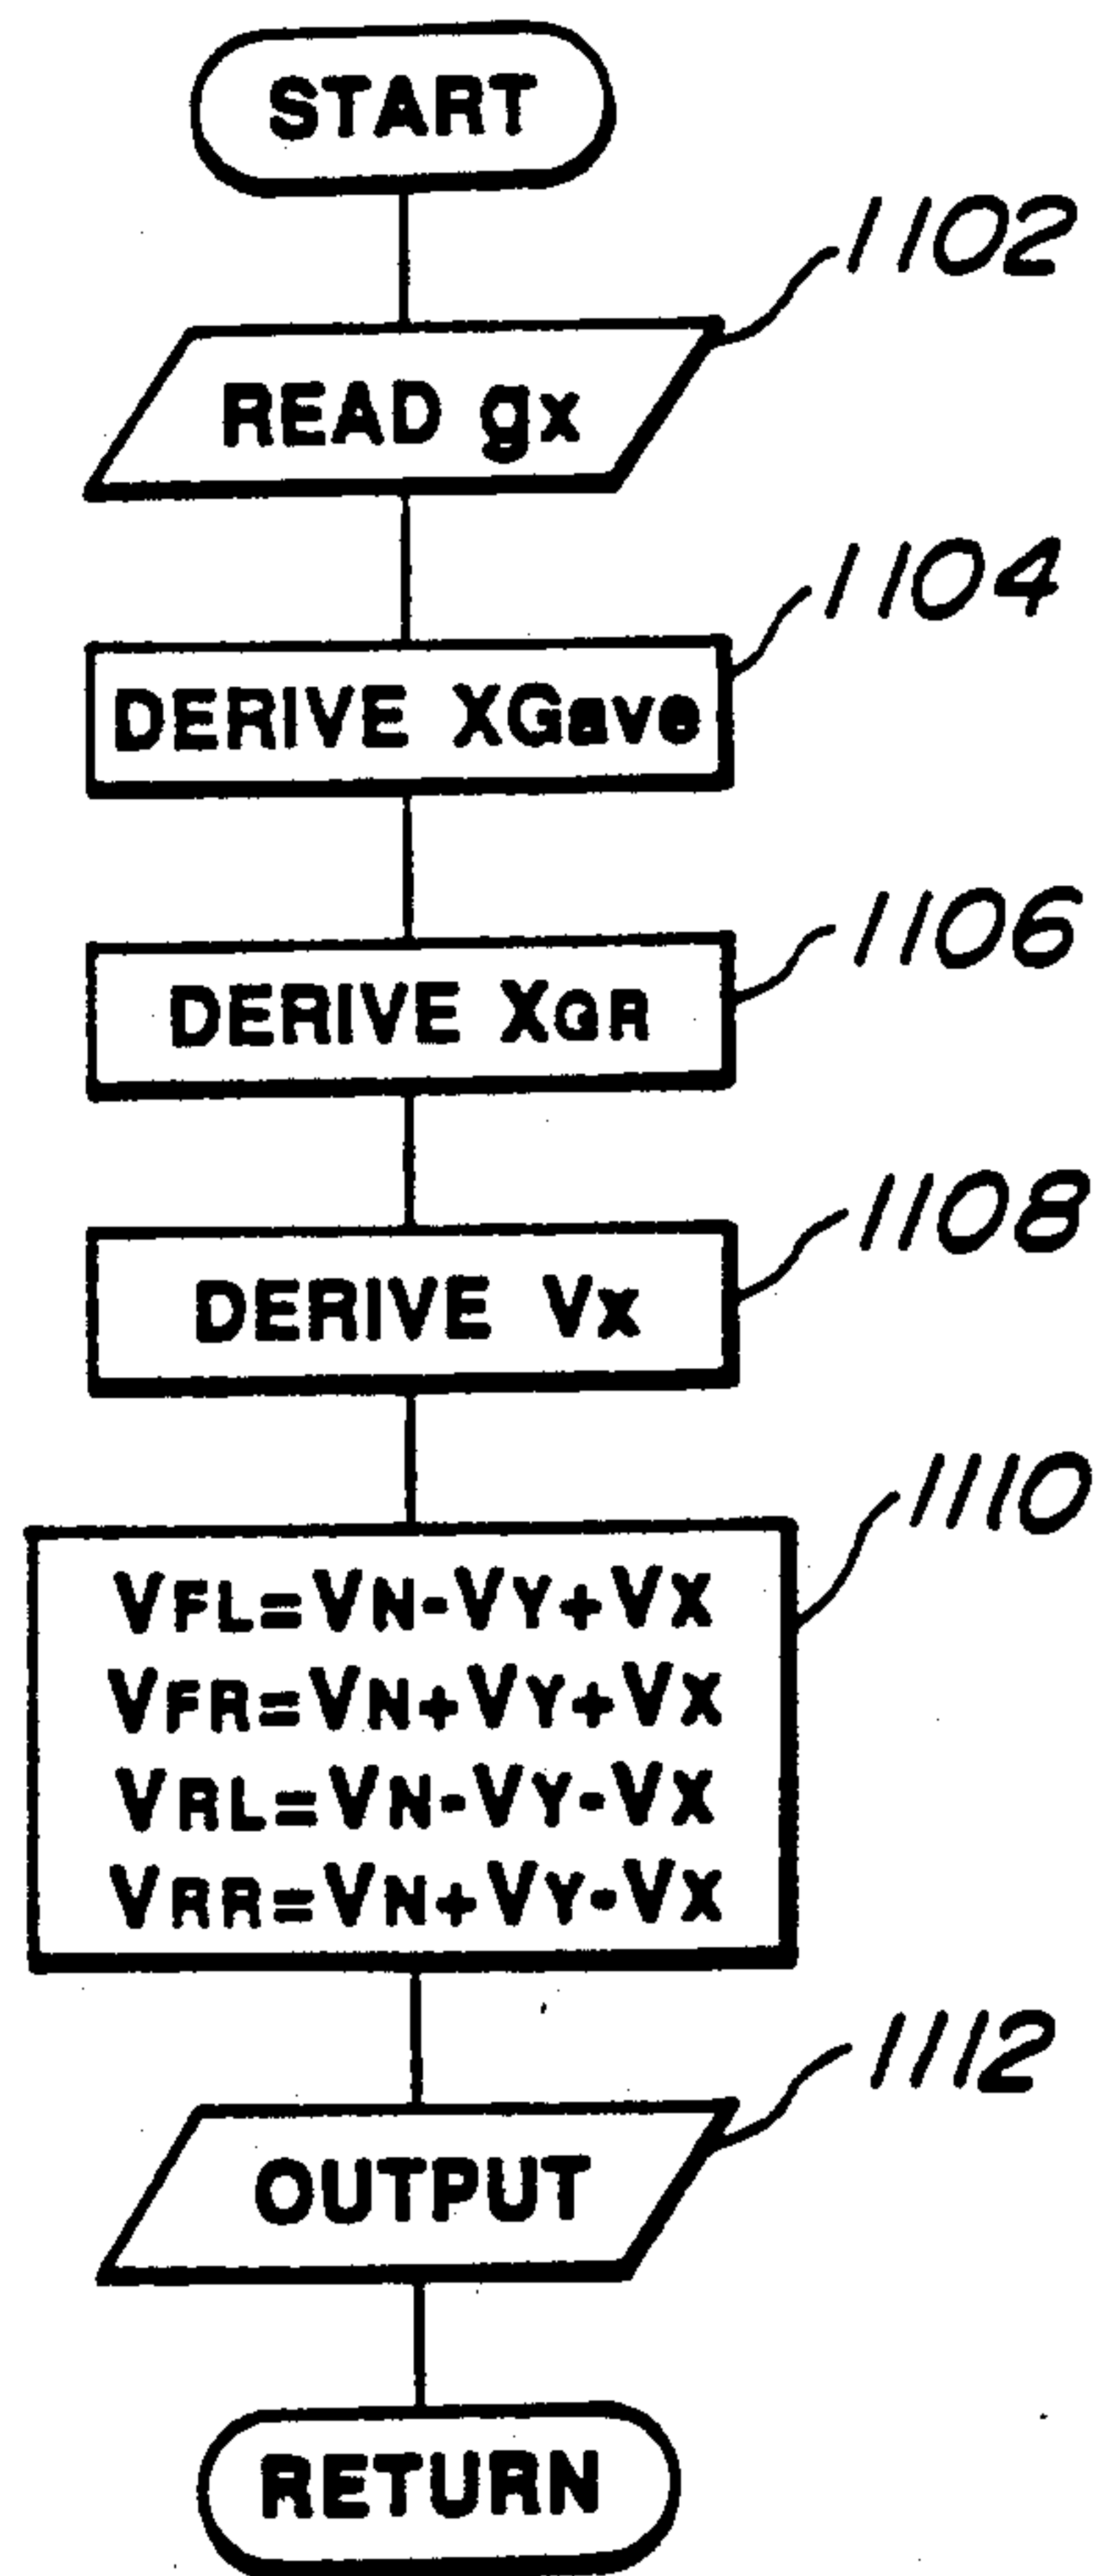 START
1102
READ gx
1104
DERIVE XGave
1106
DERIVE XGR
1108
DERIVE Vx
1110
VFL=VN-VY+VX
VFR=VN+VY+VX
VRL=VN-VY-VX
VRR=VN+VY-VX
1112
OUTPUT
RETURN